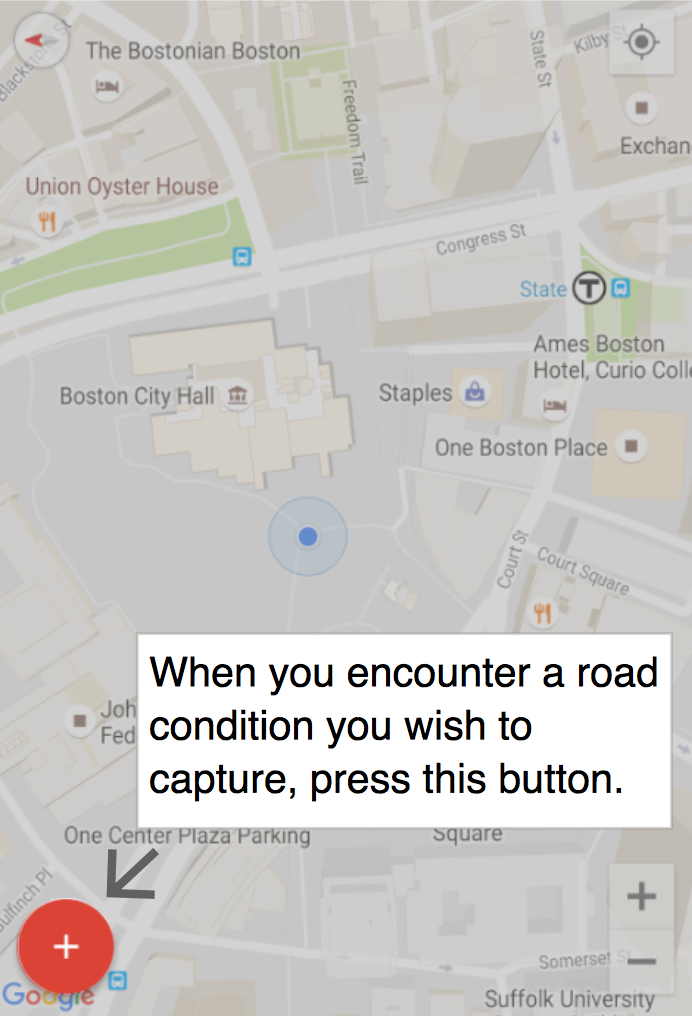 Blackstone St
The Bostonian Boston
Freedom Trail
State St
Kilby
Exchan
Union Oyster House
Congress St
State T
Ames Boston
Hotel, Curio Colle
Boston City Hall
Staples
One Boston Place
Court St
Court Square
When you encounter a road
condition you wish to
capture, press this button.
Joh
Fed
One Center Plaza Parking
Square
Bulfinch Pl
+
+
Somerset St
−
Google
Suffolk University